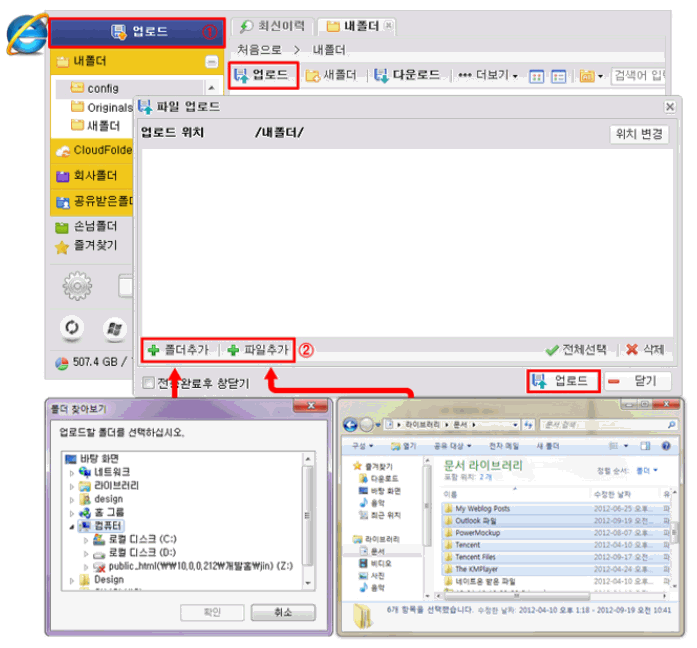 업로드 ①
최신이력 내폴더
처음으로 > 내폴더
내폴더
업로드 새폴더 다운로드 ••• 더보기 검색어
config
Originals
새폴더
파일 업로드
업로드 위치 /내폴더/ 위치 변경
CloudFolde
회사폴더
공유받은폴
손님폴더
즐겨찾기
폴더추가 파일추가 ② 전체선택 삭제
507.4 GB /
창닫기
업로드 닫기
폴더 찾아보기
업로드할 폴더를 선택하십시오.
바탕 화면
네트워크
라이브러리
design
홈 그룹
컴퓨터
로컬 디스크 (C:)
로컬 디스크 (D:)
public_html(₩₩10,0,0,212₩개발홈₩jin) (Z:)
Design
확인 취소
라이브러리 문서 문서 검색
구성 열기 공유 대상 전자 메일 새 폴더
즐겨찾기
다운로드
바탕 화면
음악
최근 위치
라이브러리
문서
비디오
사진
음악
문서 라이브러리
포함 위치: 2개
정렬 순서: 폴더
이름 수정한 날짜
My Weblog Posts 2012-06-25 오후...
Outlook 파일 2012-09-19 오전...
PowerMockup 2012-09-07 오전...
Tencent 2012-04-10 오후...
Tencent Files 2012-09-17 오전...
The KMPlayer 2012-04-24 오후...
네이트온 받은 파일 2012-04-10 오후...
6개 항목을 선택했습니다. 수정한 날짜: 2012-04-10 오후 1:18 - 2012-09-19 오전 10:41